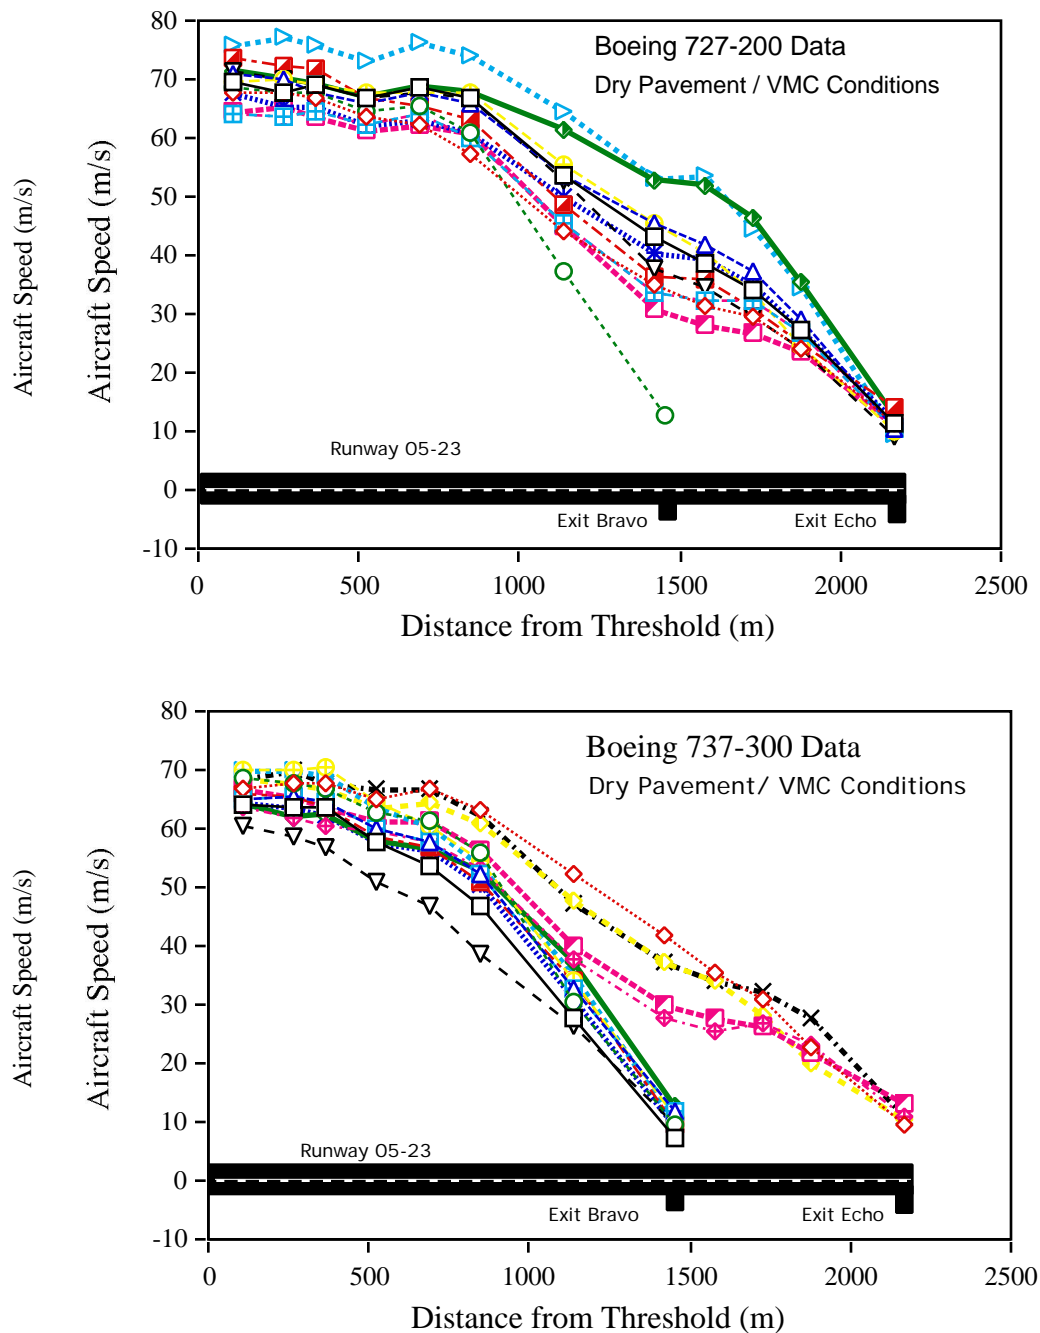 80
Boeing 727-200 Data
70
Dry Pavement / VMC Conditions
60
50
40
30
20
10
0
-10
Aircraft Speed (m/s)
Aircraft Speed (m/s)
Runway 05-23
Exit Bravo
Exit Echo
0 500 1000 1500 2000 2500
Distance from Threshold (m)
80
Boeing 737-300 Data
70
Dry Pavement/ VMC Conditions
60
50
40
30
20
10
0
-10
Aircraft Speed (m/s)
Aircraft Speed (m/s)
Runway 05-23
Exit Bravo
Exit Echo
0 500 1000 1500 2000 2500
Distance from Threshold (m)